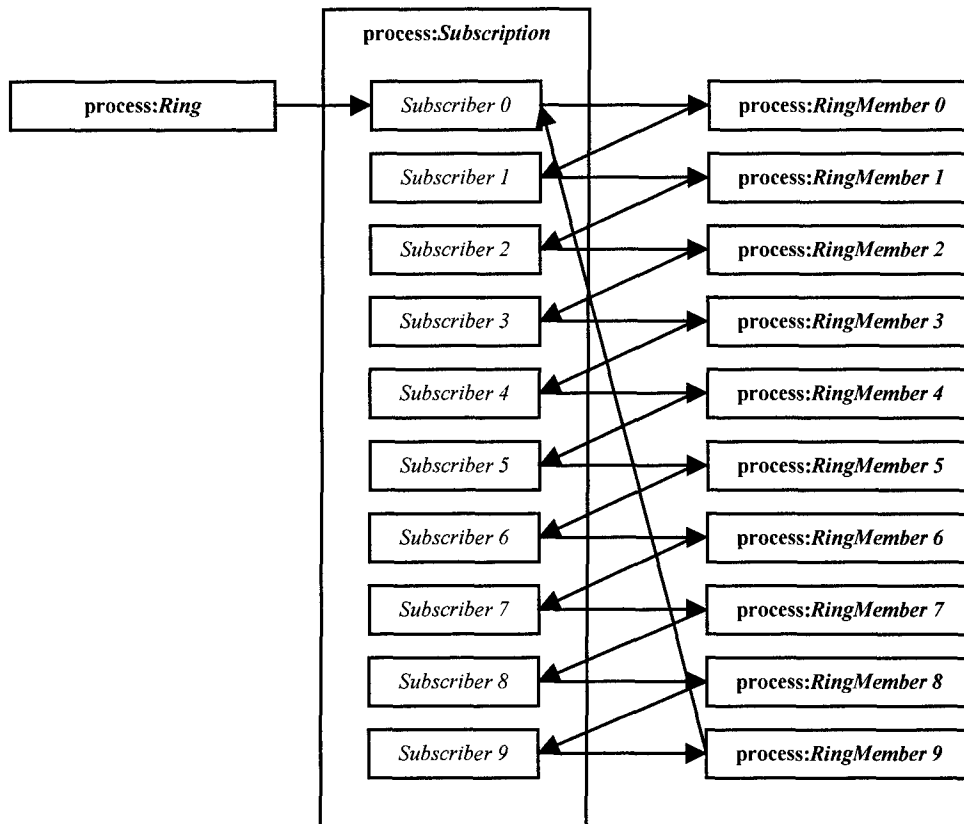 process:Subscription
process:Ring
Subscriber 0
process:RingMember 0
Subscriber 1
process:RingMember 1
Subscriber 2
process:RingMember 2
Subscriber 3
process:RingMember 3
Subscriber 4
process:RingMember 4
Subscriber 5
process:RingMember 5
Subscriber 6
process:RingMember 6
Subscriber 7
process:RingMember 7
Subscriber 8
process:RingMember 8
Subscriber 9
process:RingMember 9